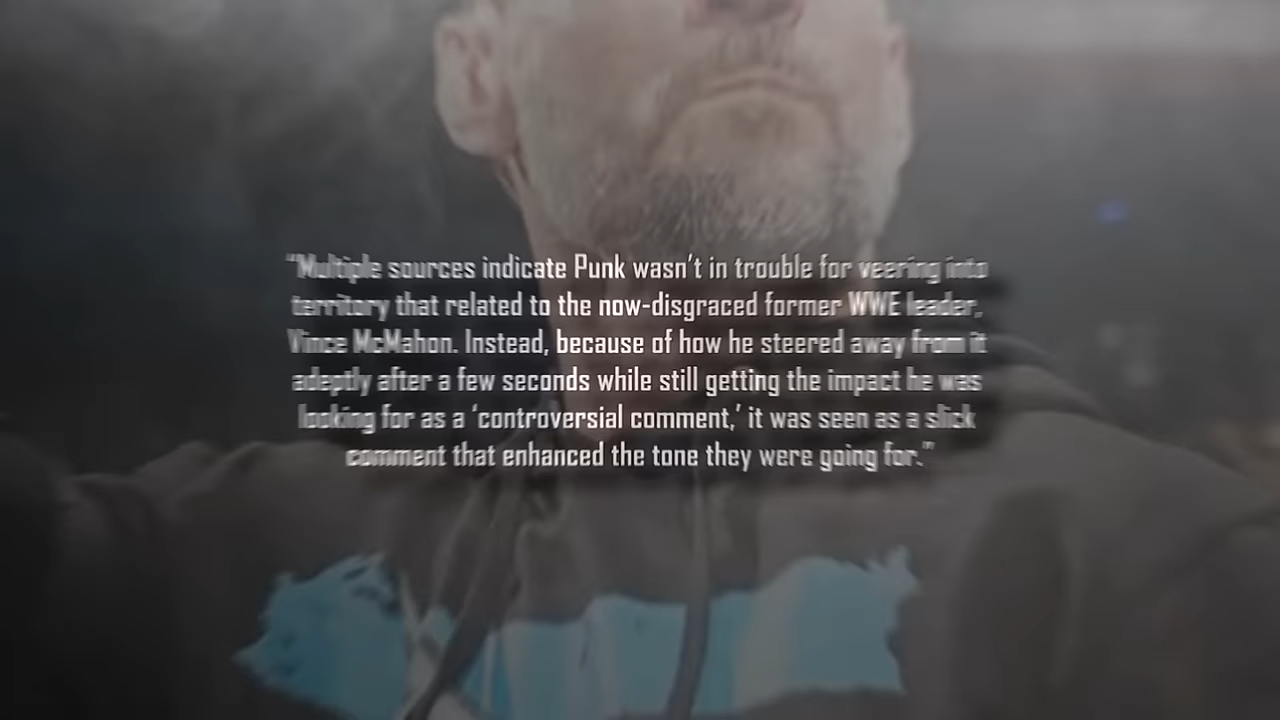 “Multiple sources indicate Punk wasn’t in trouble for veering into
territory that related to the now-disgraced former WWE leader,
Vince McMahon. Instead, because of how he steered away from it
adeptly after a few seconds while still getting the impact he was
looking for as a ‘controversial comment,’ it was seen as a slick
comment that enhanced the tone they were going for.”